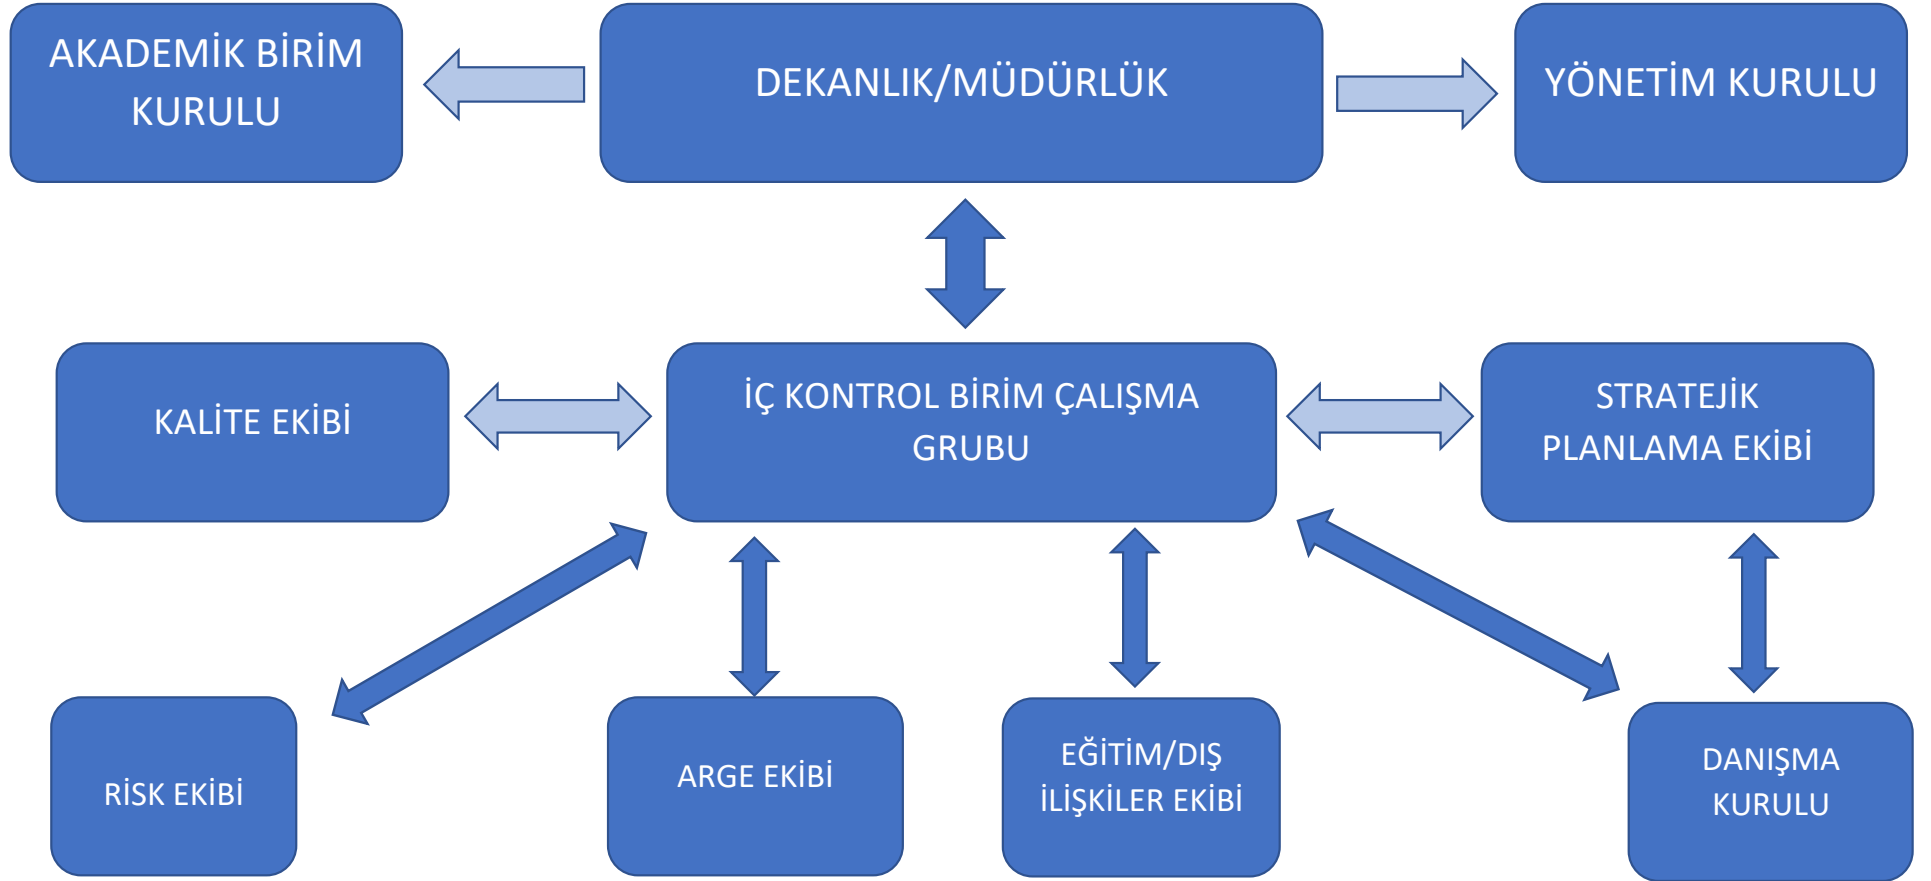 AKADEMİK BİRİM
KURULU
DEKANLIK/MÜDÜRLÜK
YÖNETİM KURULU
KALİTE EKİBİ
İÇ KONTROL BİRİM ÇALIŞMA
GRUBU
STRATEJİK
PLANLAMA EKİBİ
RİSK EKİBİ
ARGE EKİBİ
EĞİTİM/DIŞ
İLİŞKİLER EKİBİ
DANIŞMA
KURULU